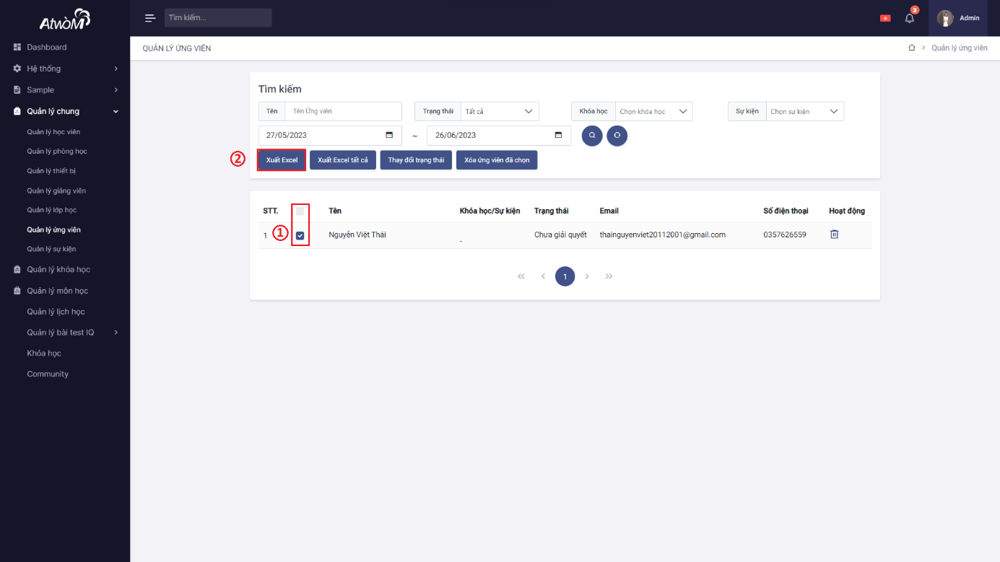 AtwòM
Tìm kiếm...
3
Admin
Dashboard
Hệ thống
Sample
Quản lý chung
Quản lý học viên
Quản lý phòng học
Quản lý thiết bị
Quản lý giảng viên
Quản lý lớp học
Quản lý ứng viên
Quản lý sự kiện
Quản lý khóa học
Quản lý môn học
Quản lý lịch học
Quản lý bài test IQ
Khóa học
Community
QUẢN LÝ ỨNG VIÊN
Quản lý ứng viên
Tìm kiếm
Tên Tên Ứng viên Trạng thái Tất cả Khóa học Chọn khóa học Sự kiện Chọn sự kiện
27/05/2023 ~ 26/06/2023
2 Xuất Excel Xuất Excel tất cả Thay đổi trạng thái Xóa ứng viên đã chọn
STT. Tên Khóa học/Sự kiện Trạng thái Email Số điện thoại Hoạt động
1 1 Nguyễn Việt Thái - Chưa giải quyết thainguyenviet20112001@gmail.com 0357626559
1